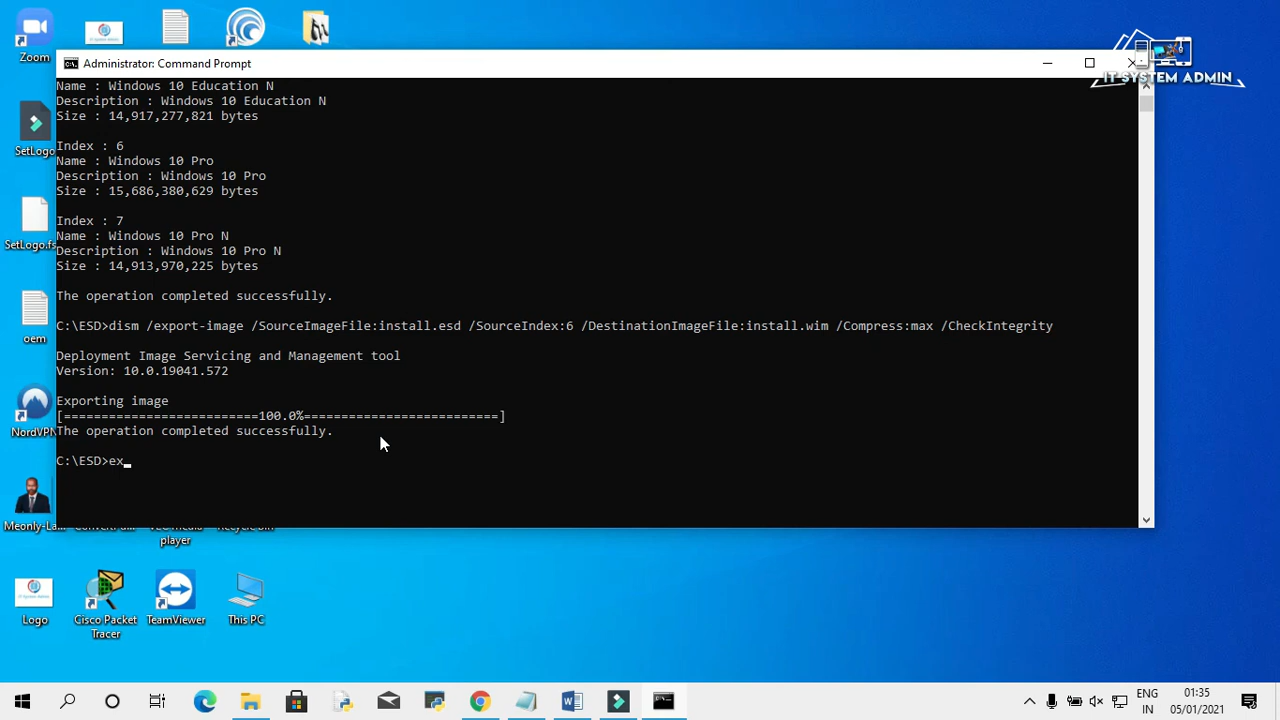 Zoom
Administrator: Command Prompt
IT SYSTEM ADMIN
Name : Windows 10 Education N
Description : Windows 10 Education N
Size : 14,917,277,821 bytes
Index : 6
Name : Windows 10 Pro
Description : Windows 10 Pro
Size : 15,686,380,629 bytes
Index : 7
Name : Windows 10 Pro N
Description : Windows 10 Pro N
Size : 14,913,970,225 bytes
The operation completed successfully.
C:\ESD>dism /export-image /SourceImageFile:install.esd /SourceIndex:6 /DestinationImageFile:install.wim /Compress:max /CheckIntegrity
Deployment Image Servicing and Management tool
Version: 10.0.19041.572
Exporting image
[==========================100.0%==========================]
The operation completed successfully.
C:\ESD>ex_
SetLogo
SetLogo.fs
oem
NordVPN
Meonly-La...
player
Logo
Cisco Packet
Tracer
TeamViewer
This PC
ENG
IN
01:35
05/01/2021